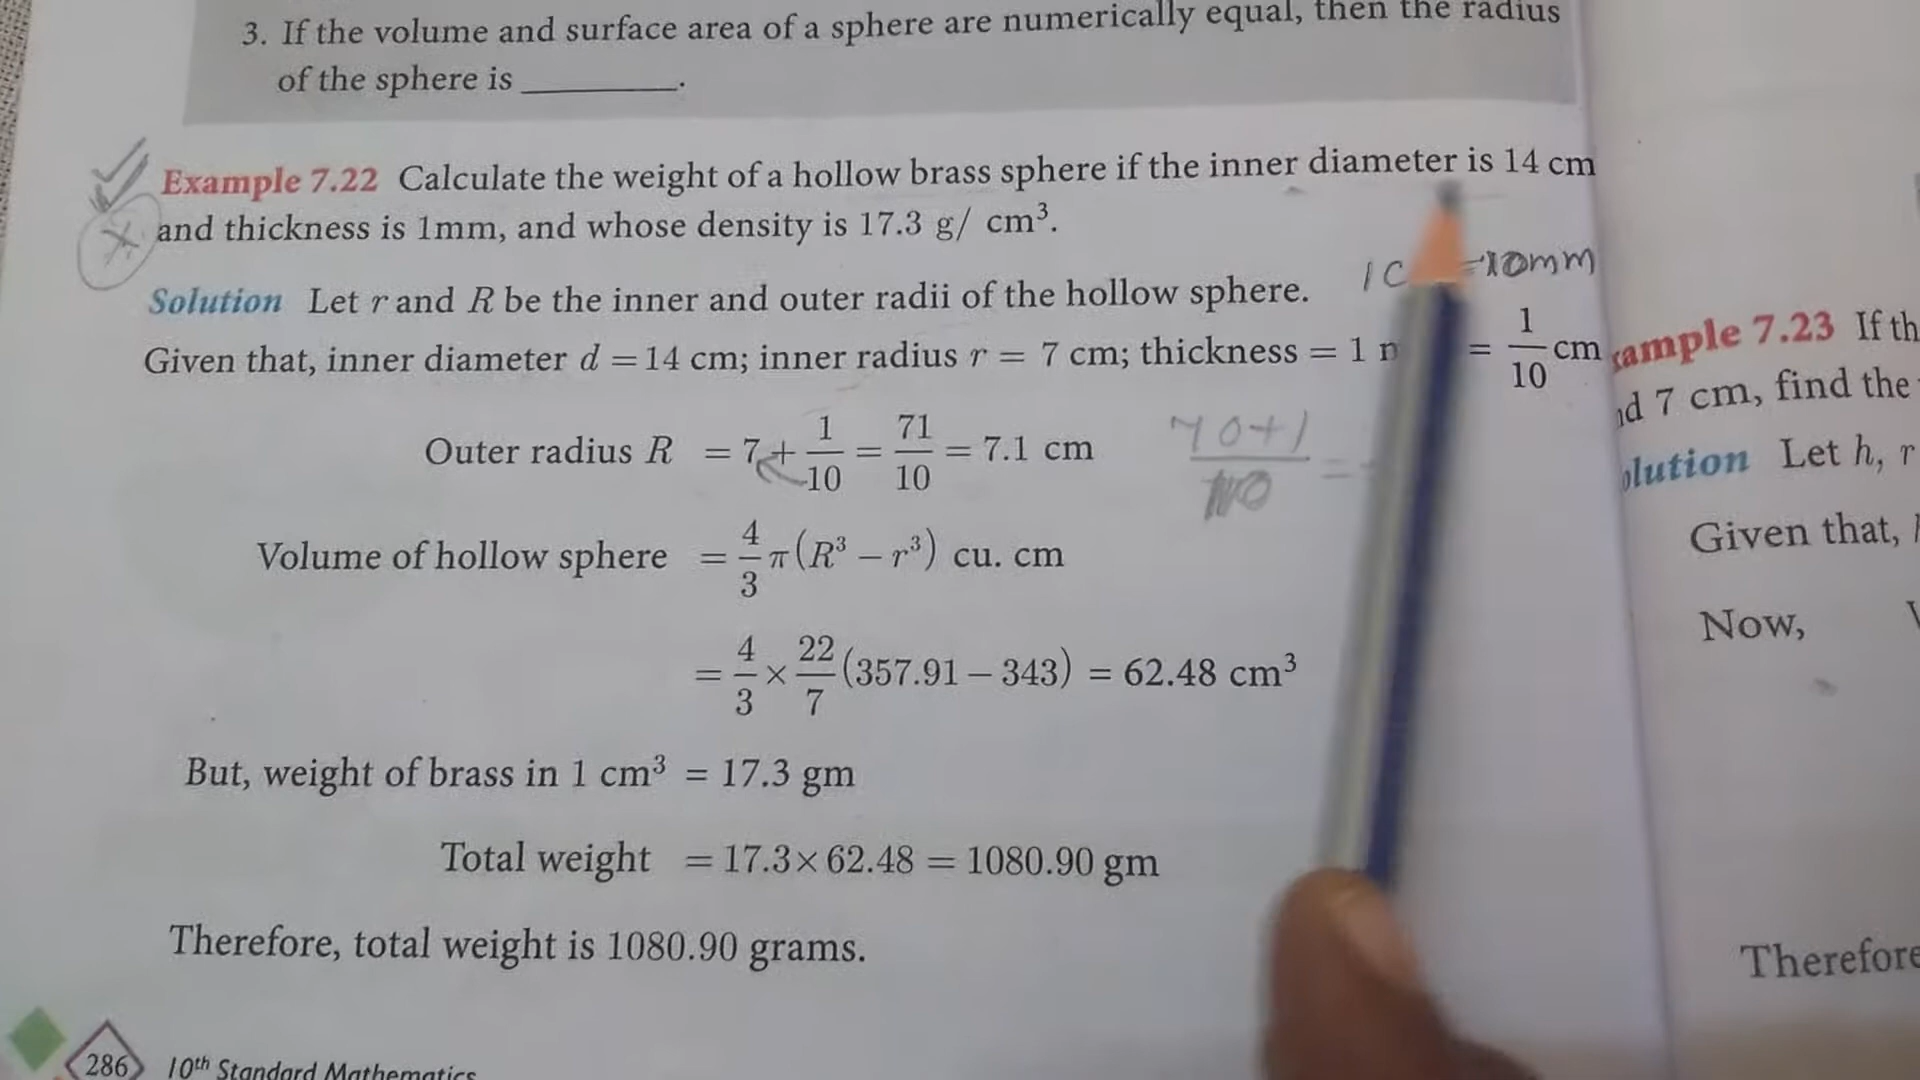 3. If the volume and surface area of a sphere are numerically equal, then the radius
of the sphere is ________.
Example 7.22 Calculate the weight of a hollow brass sphere if the inner diameter is 14 cm
and thickness is 1mm, and whose density is 17.3 g/ cm³.
1 C =10mm
Solution Let r and R be the inner and outer radii of the hollow sphere.
Given that, inner diameter d = 14 cm; inner radius r = 7 cm; thickness = 1 = 1/10 cm
Outer radius R = 7 + 1/10 = 71/10 = 7.1 cm
70+1/10 =
Volume of hollow sphere = 4/3 π(R³ − r³) cu. cm
= 4/3 × 22/7 (357.91 − 343) = 62.48 cm³
But, weight of brass in 1 cm³ = 17.3 gm
Total weight = 17.3 × 62.48 = 1080.90 gm
Therefore, total weight is 1080.90 grams.
286 10th Standard Mathematics
ample 7.23 If th
d 7 cm, find the
lution Let h, r
Given that,
Now,
Therefore